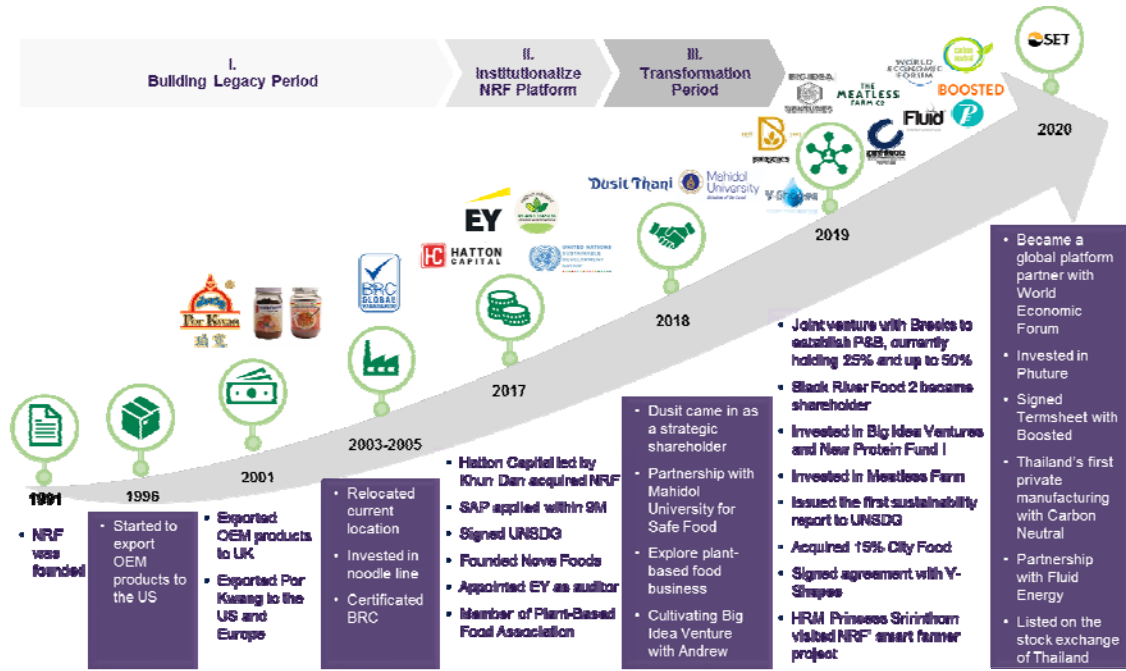 I.
Building Legacy Period
II.
Institutionalize
NRF Platform
III.
Transformation
Period
SET
WORLD
ECONOMIC
FORUM
BIG IDEA
VENTURES
THE
MEATLESS
FARM CO
BOOSTED
Fluid
Dusit Thani
Mahidol
University
V-Shapes
EY
HATTON
CAPITAL
UNITED NATIONS
SUSTAINABLE
DEVELOPMENT
BRC
GLOBAL
Por Kwan
1991
1996
2001
2003-2005
2017
2018
2019
2020
• NRF
was
founded
• Started to
export
OEM
products to
the US
• Exported
OEM products
to UK
• Exported Por
Kwang to the
US and
Europe
• Relocated
current
location
• Invested in
noodle line
• Certificated
BRC
• Hatton Capital led by
Khun Dan acquired NRF
• SAP applied within 9M
• Signed UNSDG
• Founded Nove Foods
• Appointed EY as auditor
• Member of Plant-Based
Food Association
• Dusit came in as
a strategic
shareholder
• Partnership with
Mahidol
University for
Safe Food
• Explore plant-
based food
business
• Cultivating Big
Idea Venture
with Andrew
• Joint venture with Breeks to
establish P&B, currently
holding 25% and up to 50%
• Black River Food 2 became
shareholder
• Invested in Big Idea Ventures
and New Protein Fund I
• Invested in Meatless Farm
• Issued the first sustainability
report to UNSDG
• Acquired 15% City Food
• Signed agreement with V-
Shapes
• HRM Princess Sririnthorn
visited NRF' smart farmer
project
• Became a
global platform
partner with
World
Economic
Forum
• Invested in
Phuture
• Signed
Termsheet with
Boosted
• Thailand's first
private
manufacturing
with Carbon
Neutral
• Partnership
with Fluid
Energy
• Listed on the
stock exchange
of Thailand